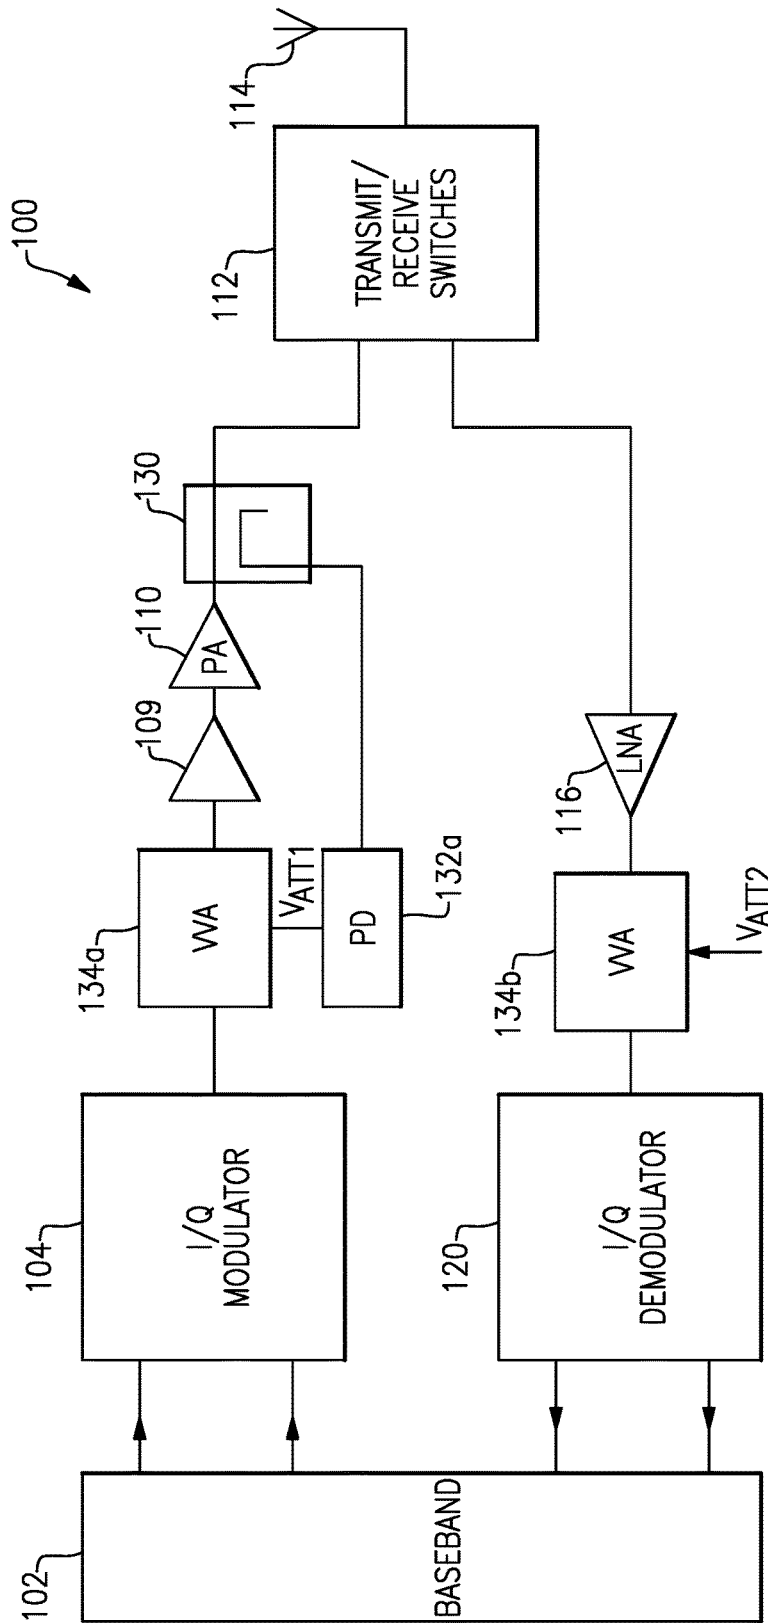 100
102
BASEBAND
104
I/Q
MODULATOR
134a
VVA
VATT1
PD
132a
109
110
PA
130
112
TRANSMIT/
RECEIVE
SWITCHES
114
120
I/Q
DEMODULATOR
134b
VVA
VATT2
116
LNA